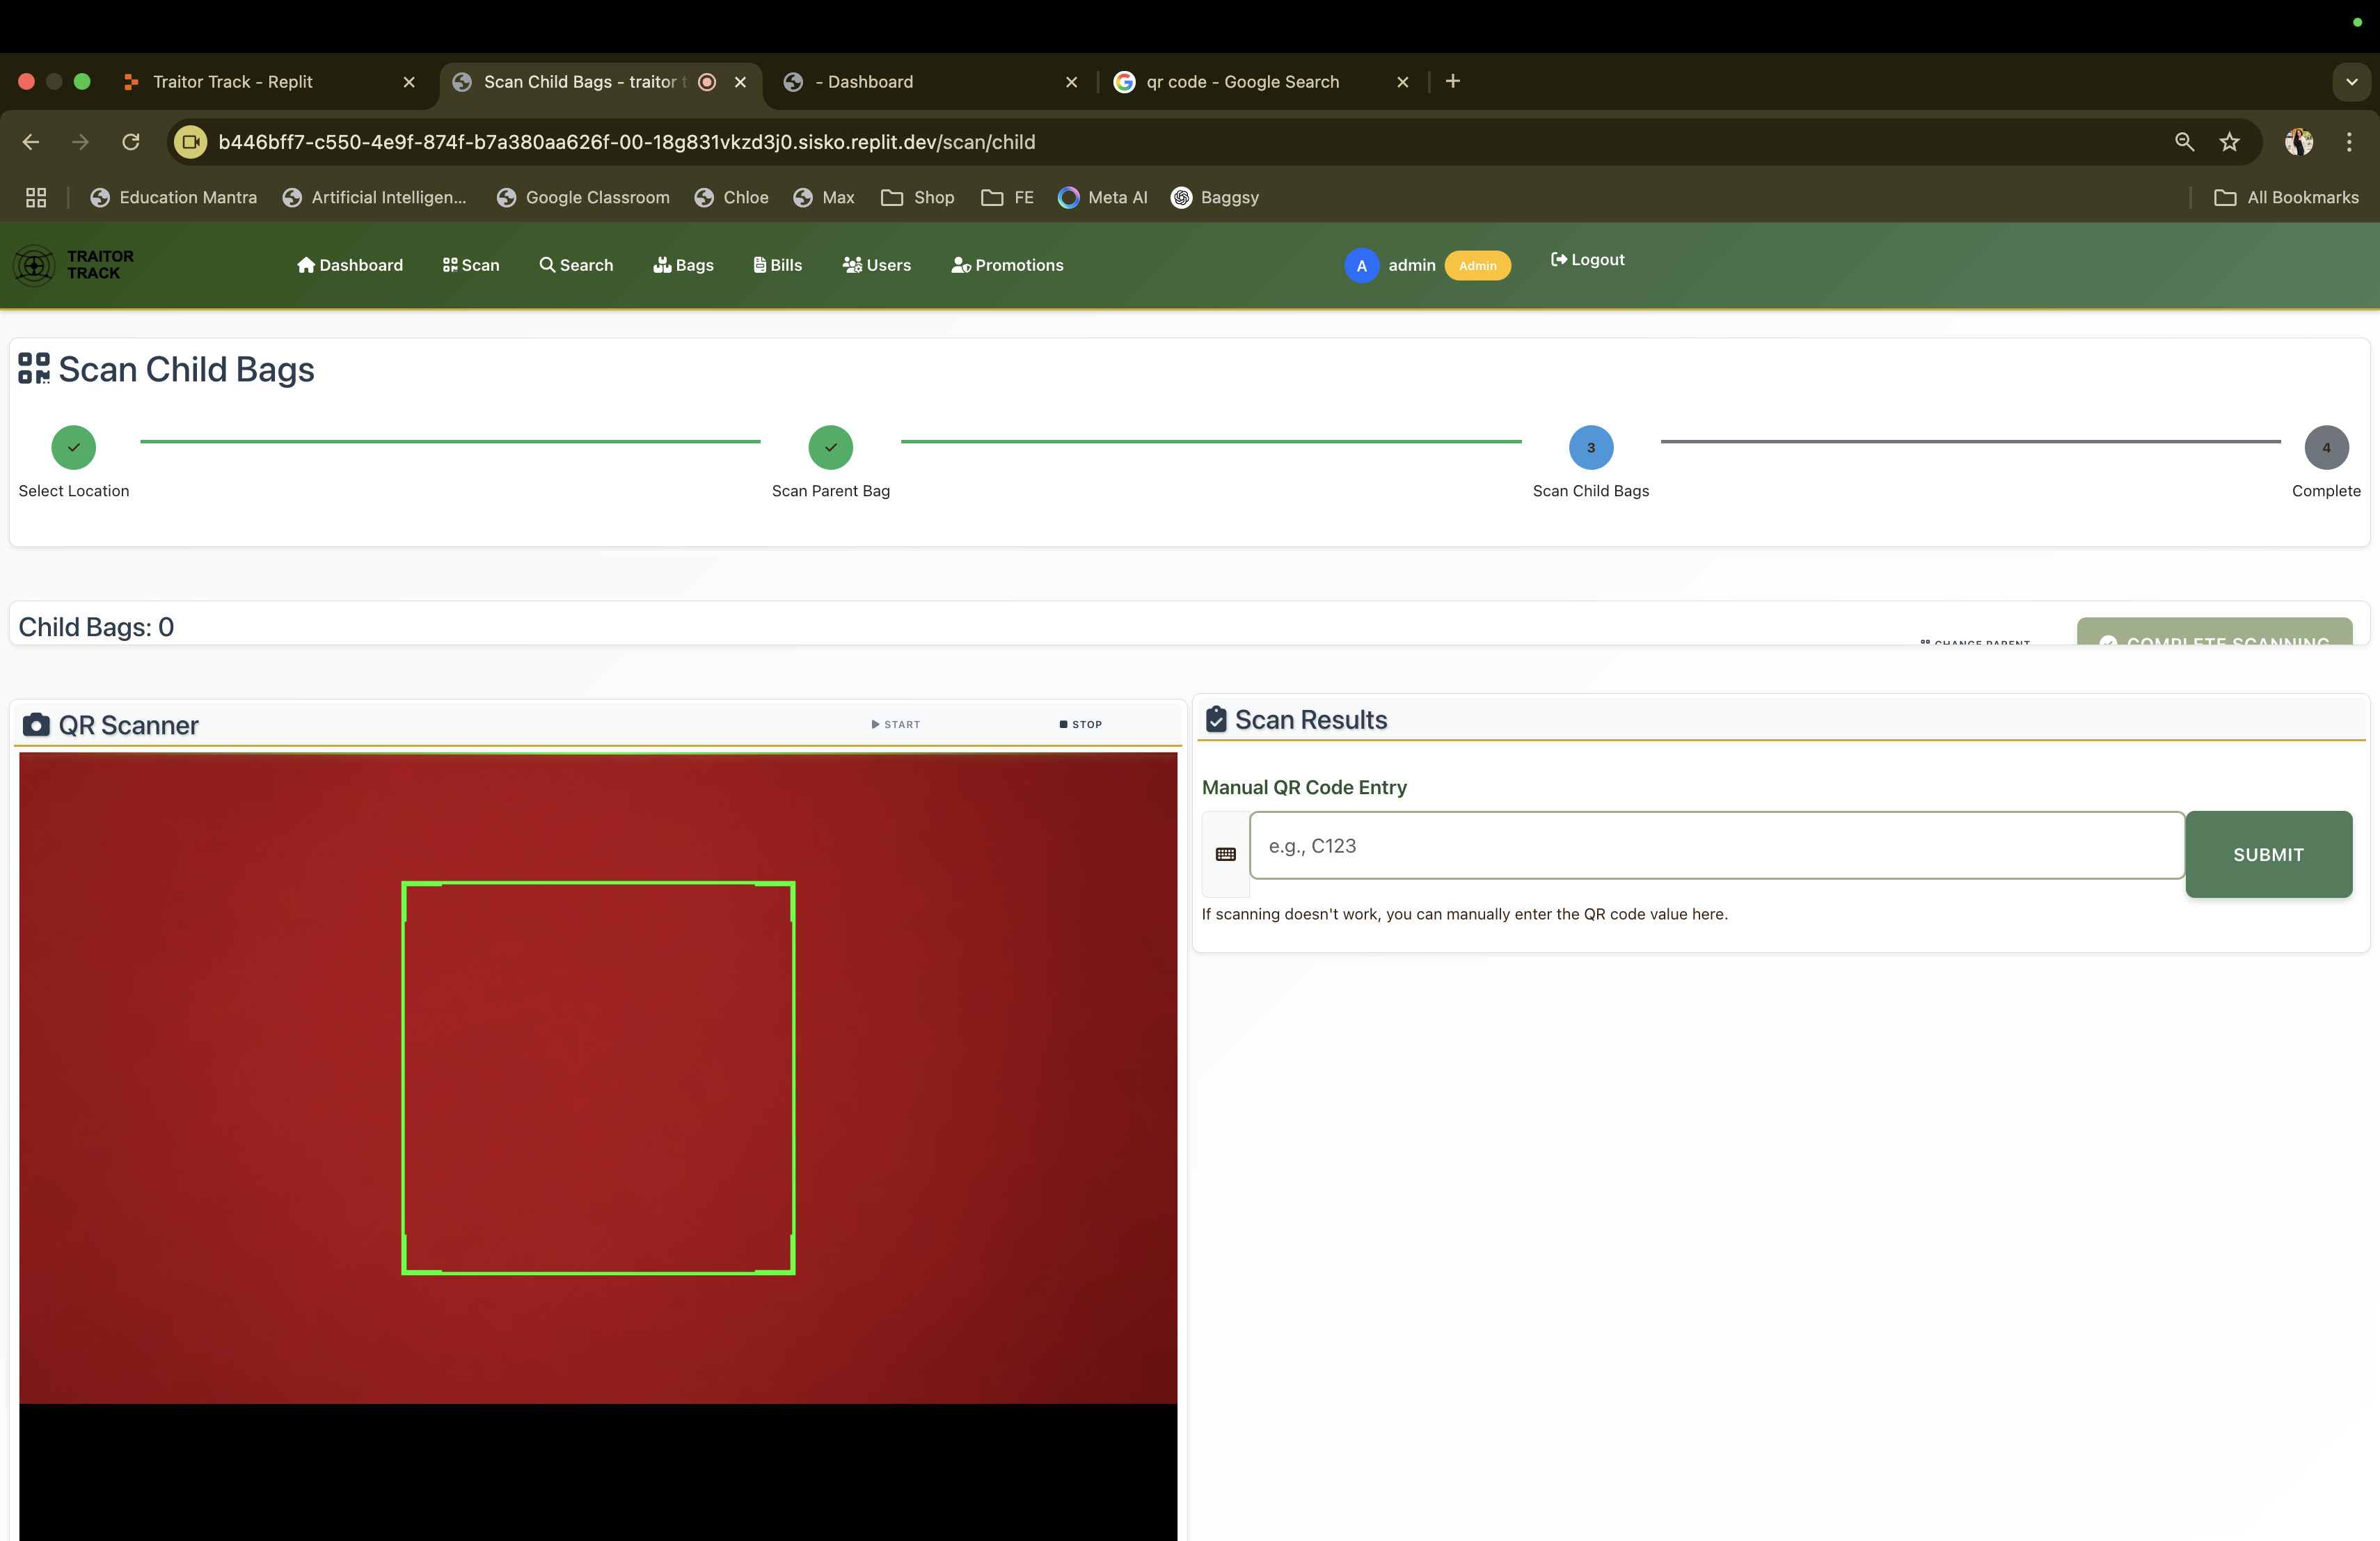 Traitor Track - Replit
Scan Child Bags - traitor t
- Dashboard
qr code - Google Search
b446bff7-c550-4e9f-874f-b7a380aa626f-00-18g831vkzd3j0.sisko.replit.dev/scan/child
Education Mantra
Artificial Intelligen...
Google Classroom
Chloe
Max
Shop
FE
Meta AI
Baggsy
All Bookmarks
TRAITOR
TRACK
Dashboard
Scan
Search
Bags
Bills
Users
Promotions
A
admin
Admin
Logout
Scan Child Bags
3
4
Select Location
Scan Parent Bag
Scan Child Bags
Complete
Child Bags: 0
CHANGE PARENT
COMPLETE SCANNING
QR Scanner
START
STOP
Scan Results
Manual QR Code Entry
e.g., C123
SUBMIT
If scanning doesn't work, you can manually enter the QR code value here.